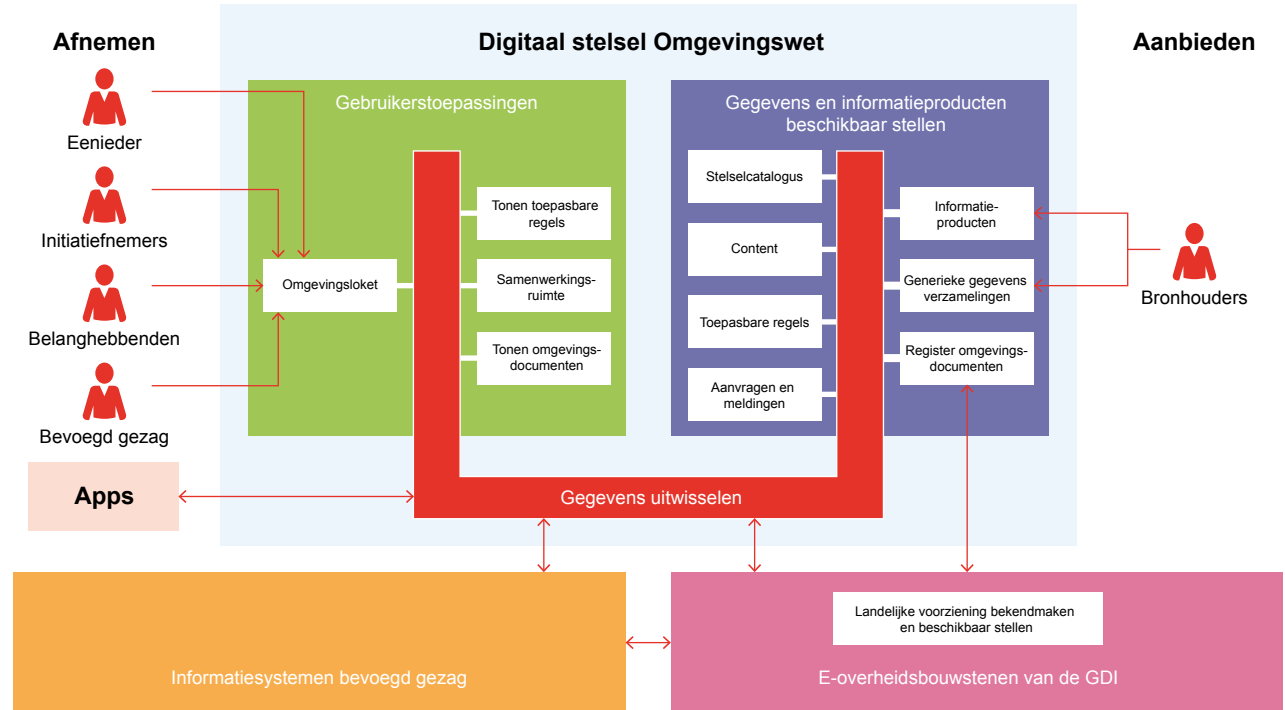 Afnemen
Digitaal stelsel Omgevingswet
Aanbieden
Eenieder
Initiatiefnemers
Belanghebbenden
Bevoegd gezag
Apps
Gebruikerstoepassingen
Omgevingsloket
Tonen toepasbare
regels
Samenwerkings-
ruimte
Tonen omgevings-
documenten
Gegevens en informatieproducten
beschikbaar stellen
Stelselcatalogus
Content
Toepasbare regels
Aanvragen en
meldingen
Informatie-
producten
Generieke gegevens
verzamelingen
Register omgevings-
documenten
Bronhouders
Gegevens uitwisselen
Informatiesystemen bevoegd gezag
Landelijke voorziening bekendmaken
en beschikbaar stellen
E-overheidsbouwstenen van de GDI